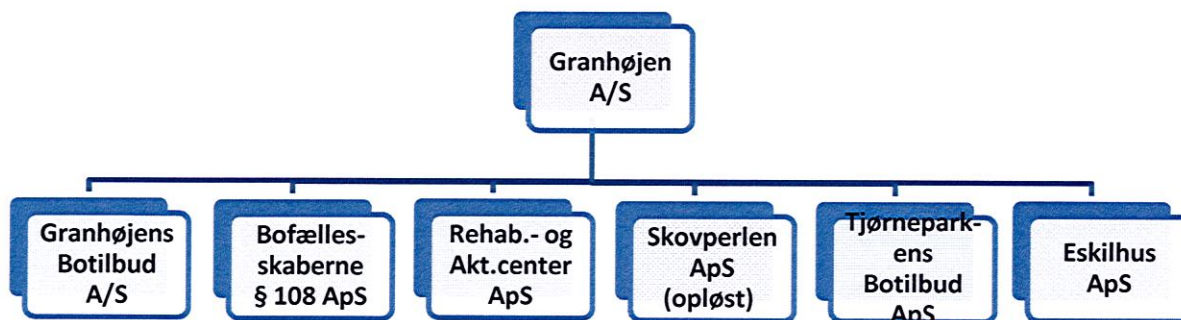 Granhøjen
A/S
Granhøjens
Botilbud
A/S
Bofælles-
skaberne
§ 108 ApS
Rehab.- og
Akt.center
ApS
Skovperlen
ApS
(opløst)
Tjørnepark-
ens
Botilbud
ApS
Eskilhus
ApS